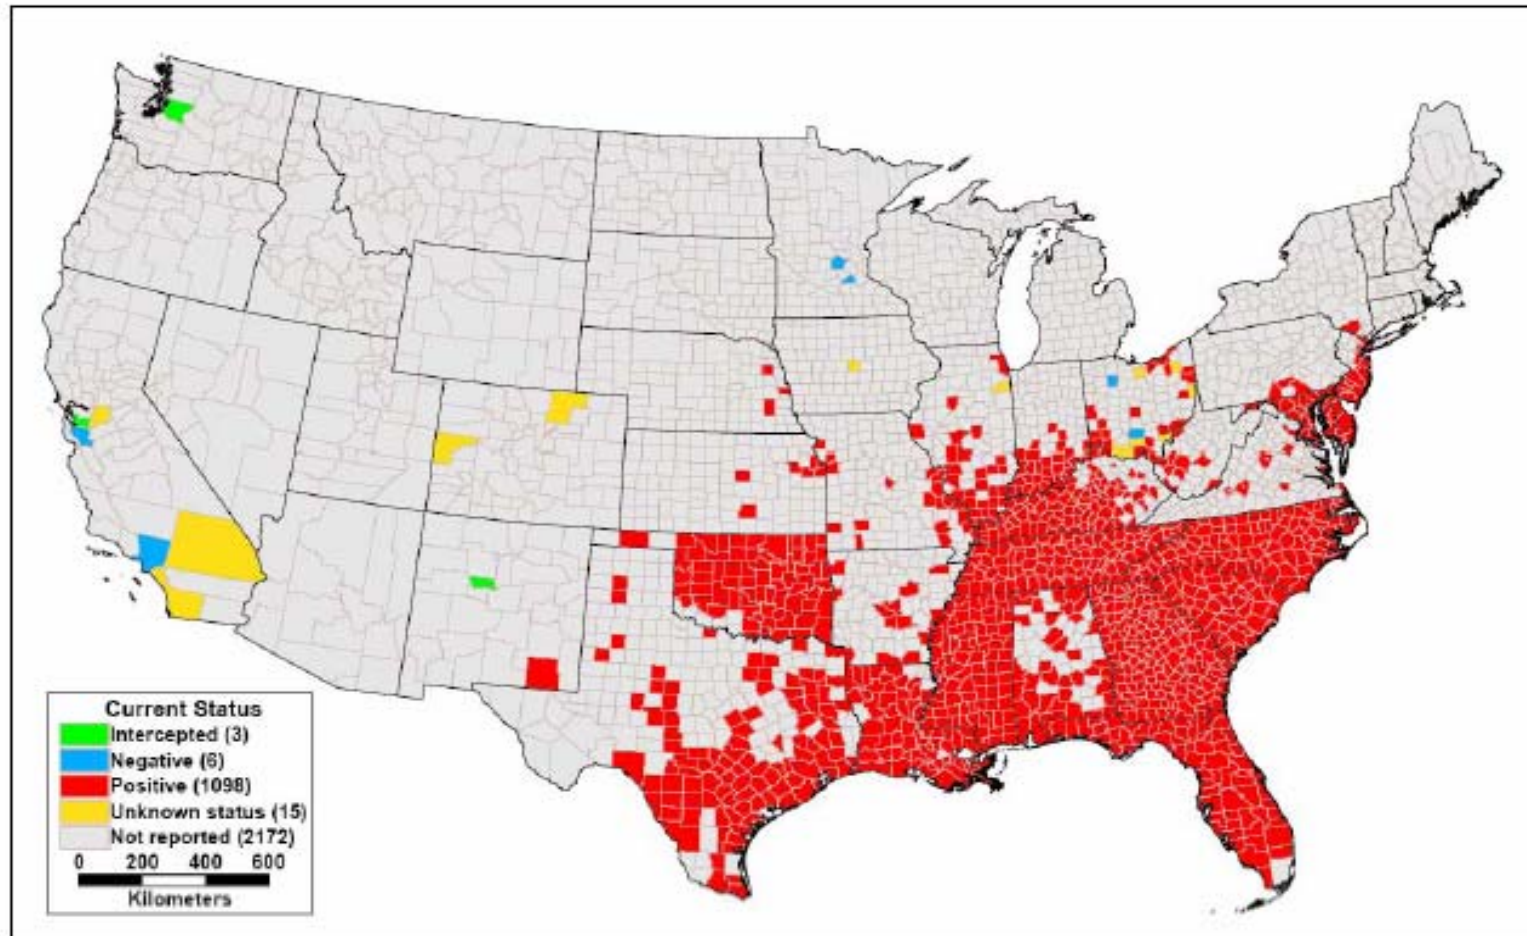 Current Status
Intercepted (3)
Negative (6)
Positive (1098)
Unknown status (15)
Not reported (2172)
0 200 400 600
Kilometers